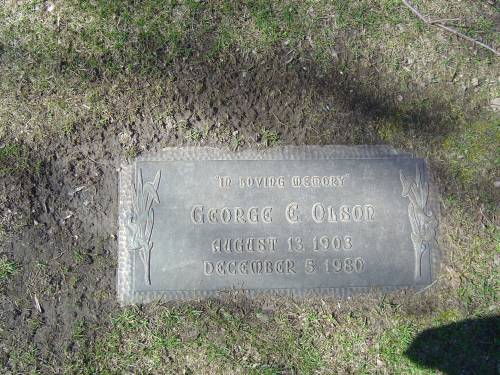 "IN LOVING MEMORY"
GEORGE E. OLSON
AUGUST 13, 1903
DECEMBER 5, 1980